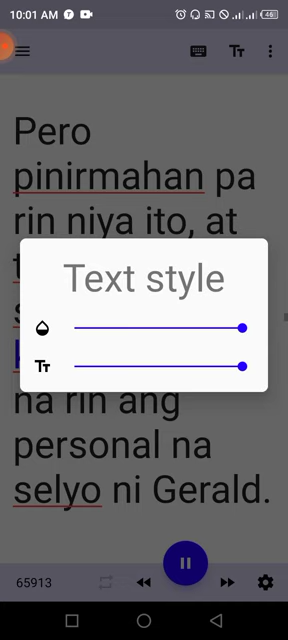 10:01 AM
46
Pero
pinirmahan pa
rin niya ito, at
Text style
na rin ang
personal na
selyo ni Gerald.
65913